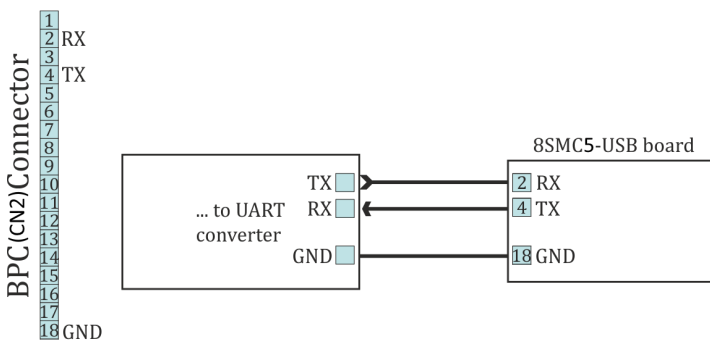 BPC(CN2)Connector
1
2 RX
3
4 TX
5
6
7
8
9
10
11
12
13
14
15
16
17
18 GND
... to UART
converter
TX
RX
GND
8SMC5-USB board
2 RX
4 TX
18 GND